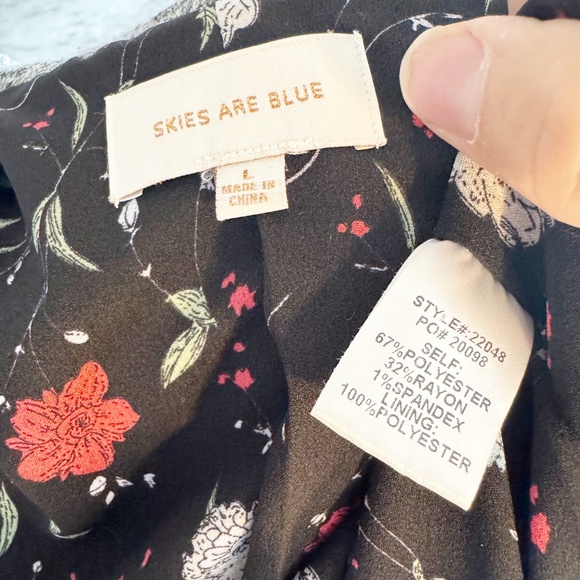 SKIES ARE BLUE
L
MADE IN
CHINA
STYLE#:22048
PO# 20098
SELF:
67%POLYESTER
32%RAYON
1%SPANDEX
LINING:
100%POLYESTER